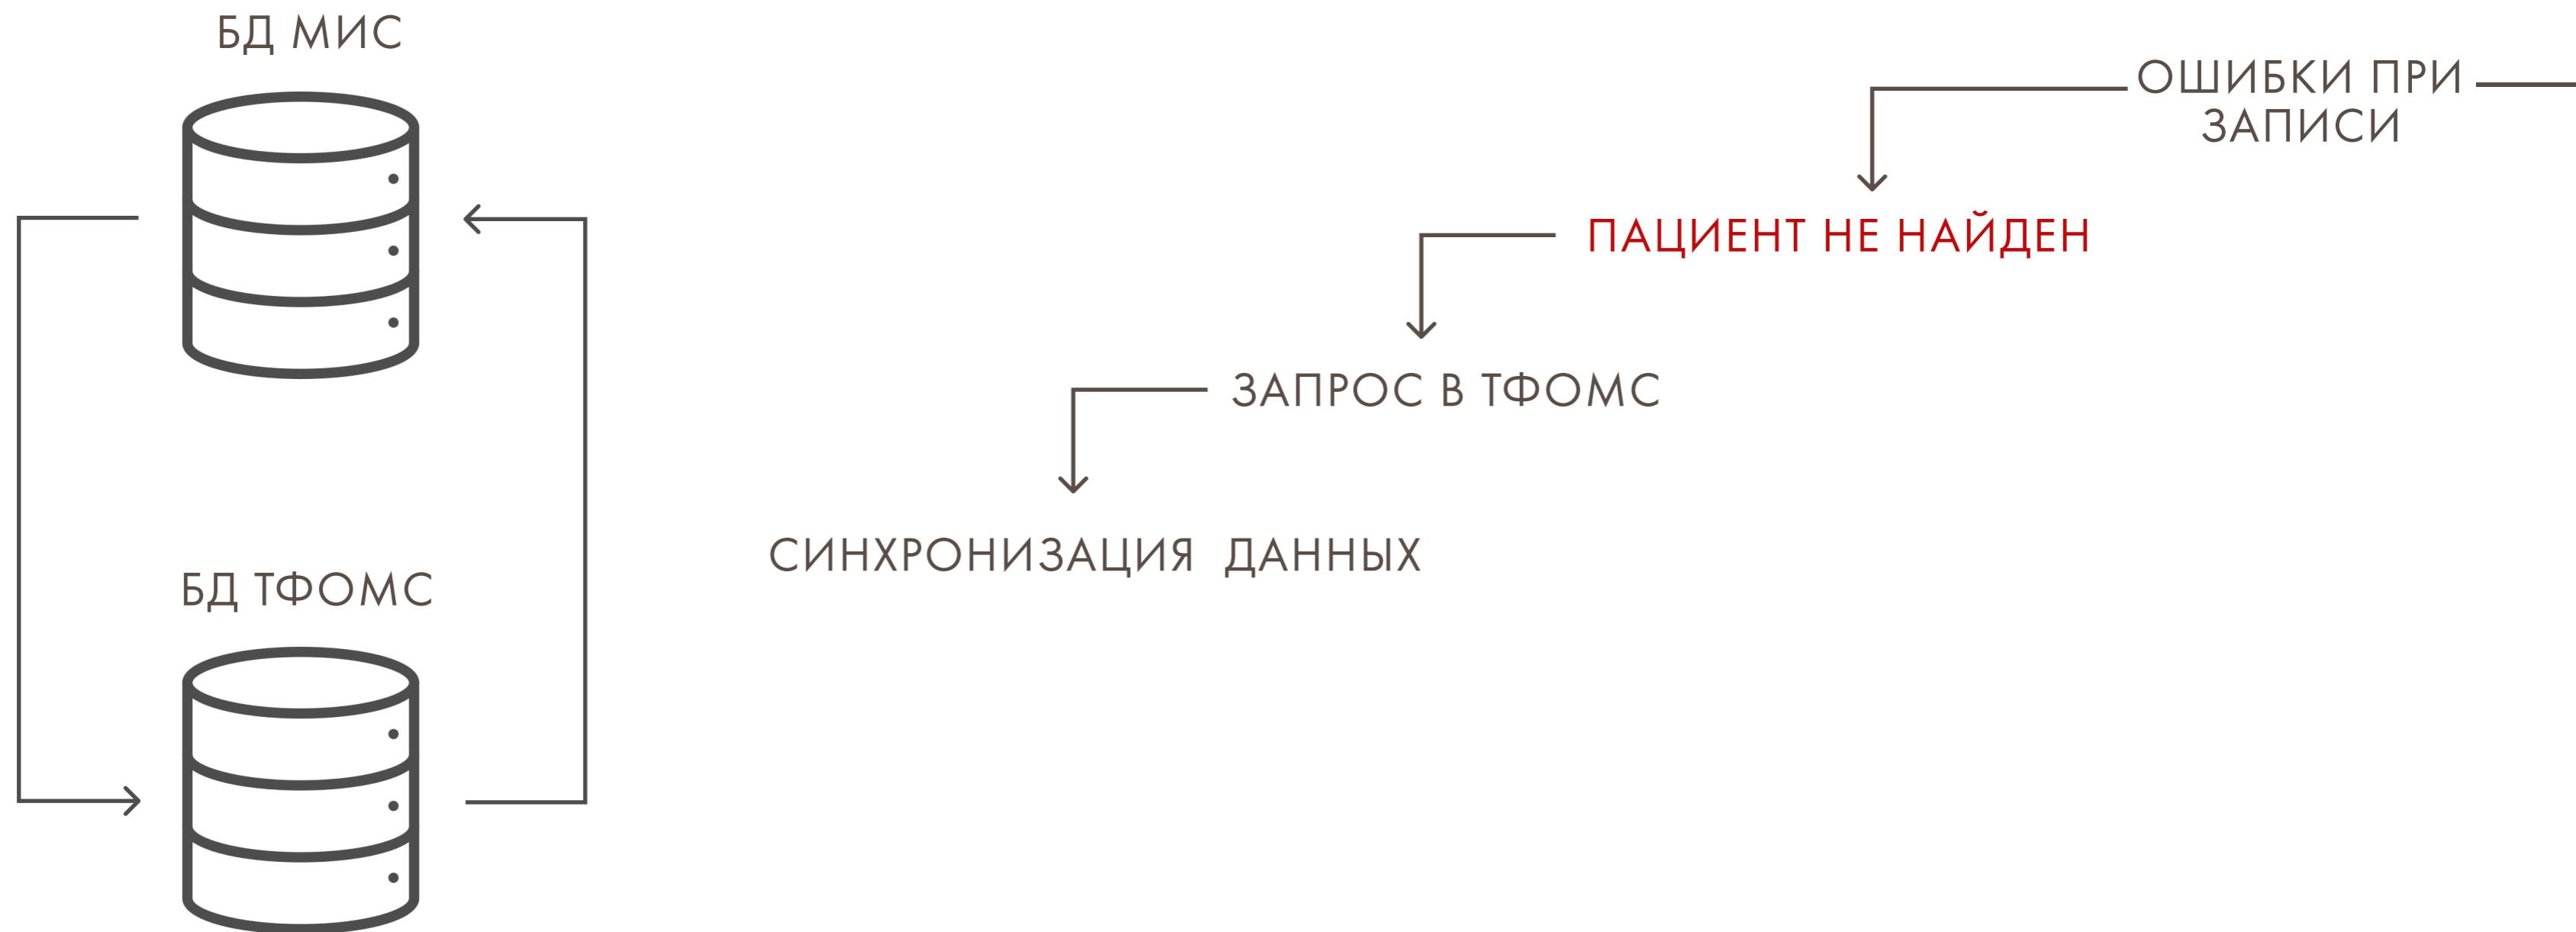 БД МИС
ОШИБКИ ПРИ
ЗАПИСИ
ПАЦИЕНТ НЕ НАЙДЕН
ЗАПРОС В ТФОМС
СИНХРОНИЗАЦИЯ ДАННЫХ
БД ТФОМС